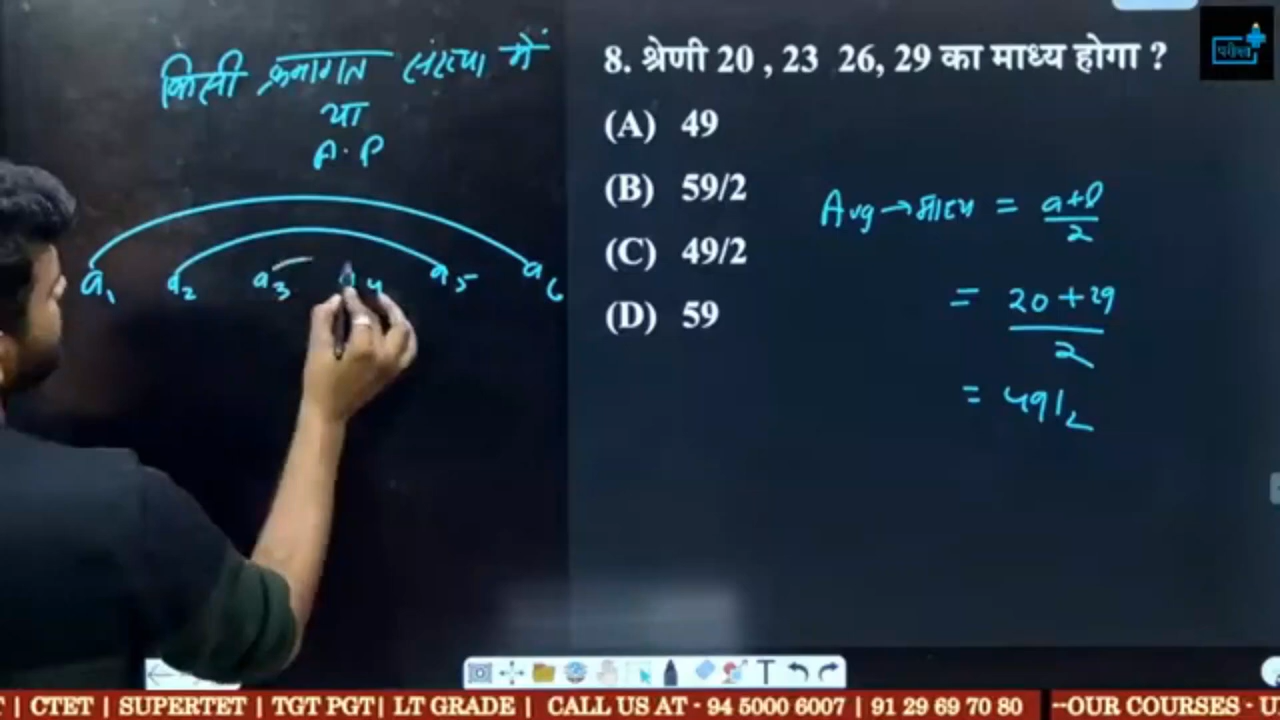 किसी क्रमागत संख्या में
या
A.P
a₁ a₂ a₃ a₄ a₅ a₆
8. श्रेणी 20 , 23 26, 29 का माध्य होगा ?
(A) 49
(B) 59/2
(C) 49/2
(D) 59
Avg → माध्य = a+l/2
= 20+29/2
= 49/2
परीक्षा
| CTET | SUPERTET | TGT PGT| LT GRADE | CALL US AT - 94 5000 6007 | 91 29 69 70 80
--OUR COURSES - U